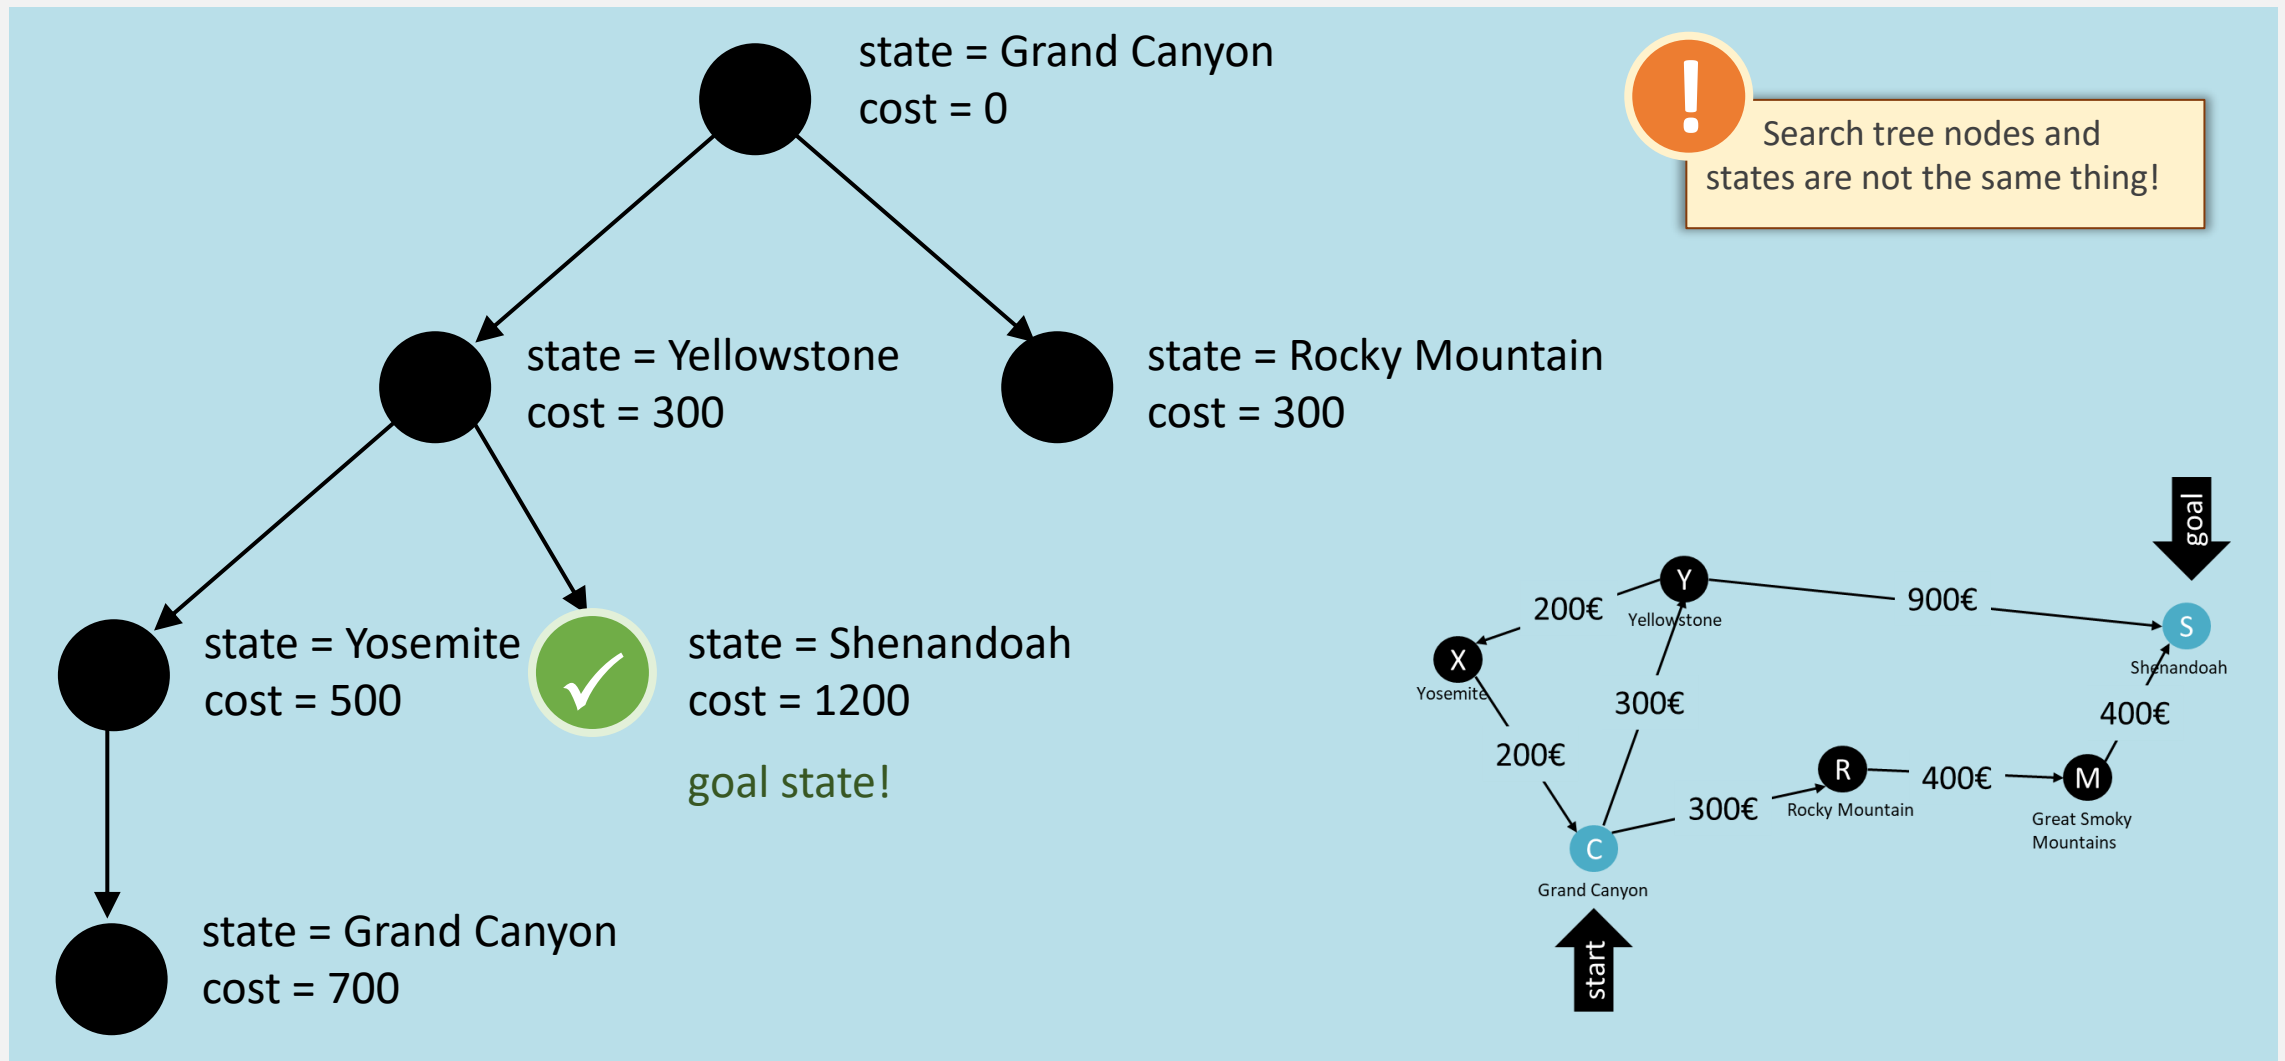 state = Grand Canyon
cost = 0
!
Search tree nodes and
states are not the same thing!
state = Yellowstone
cost = 300
state = Rocky Mountain
cost = 300
state = Yosemite
cost = 500
state = Shenandoah
cost = 1200
goal state!
state = Grand Canyon
cost = 700
goal
Y
Yellowstone
200€
900€
S
Shenandoah
X
Yosemite
300€
400€
200€
R
Rocky Mountain
400€
M
Great Smoky
Mountains
300€
C
Grand Canyon
start